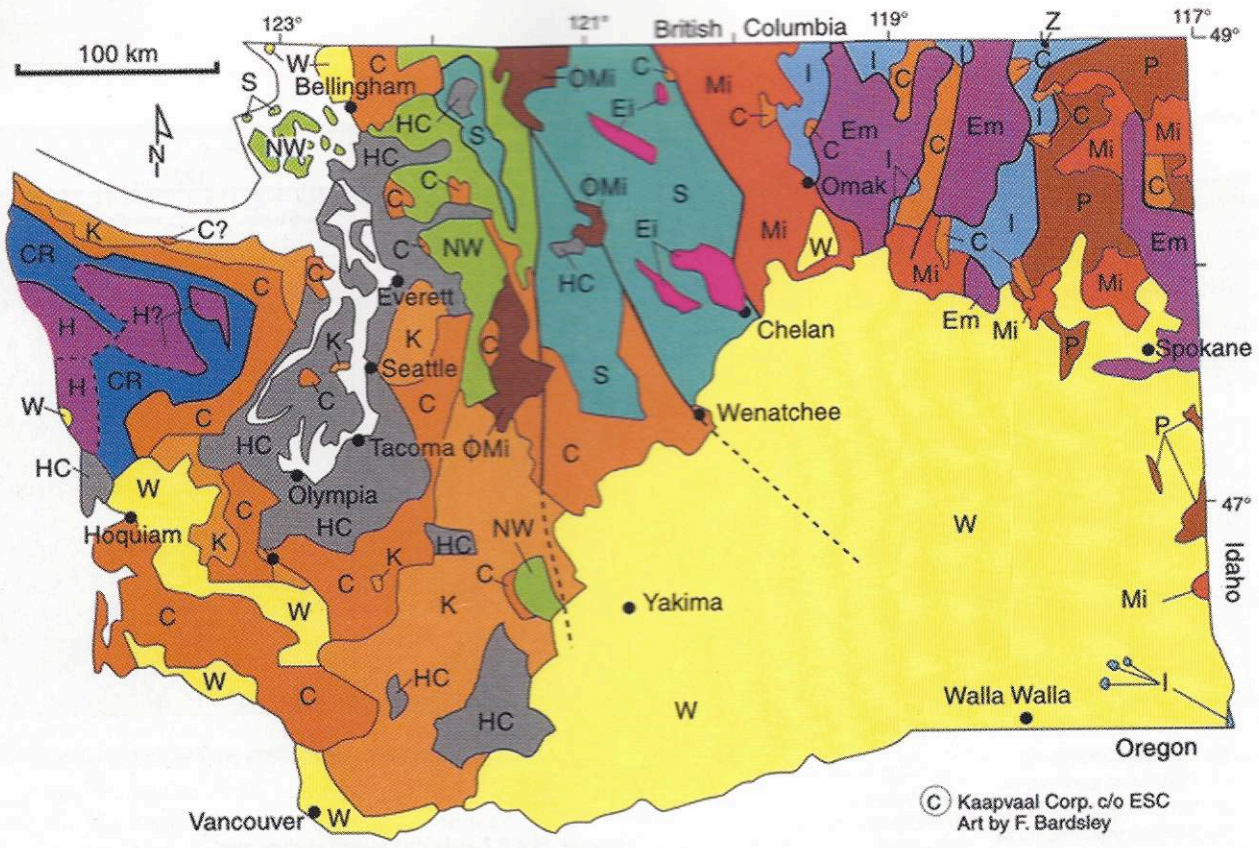 123° 121° British Columbia 119° Z 117°
49°
100 km
N
W
Bellingham
C
S
NW
HC
C
HC
S
OMi
C
Ei
Mi
C
I
Em
C
C
I
I
Em
C
I
C
P
Mi
Mi
C
OMi
S
Omak
P
C?
K
CR
C
C
C
NW
Ei
Mi
W
Mi
C
I
Em
H
H?
HC
Everett
Em
Mi
Mi
Chelan
K
K
C
P
Spokane
H
CR
Seattle
S
W
C
C
C
Wenatchee
HC
Tacoma OMi
C
P
HC
W
Olympia
47°
C
HC
NW
W
Hoquiam
K
HC
K
C
C
C
W
K
Yakima
Mi
Idaho
W
HC
C
HC
W
Walla Walla
I
Oregon
Vancouver W
© Kaapvaal Corp. c/o ESC
Art by F. Bardsley